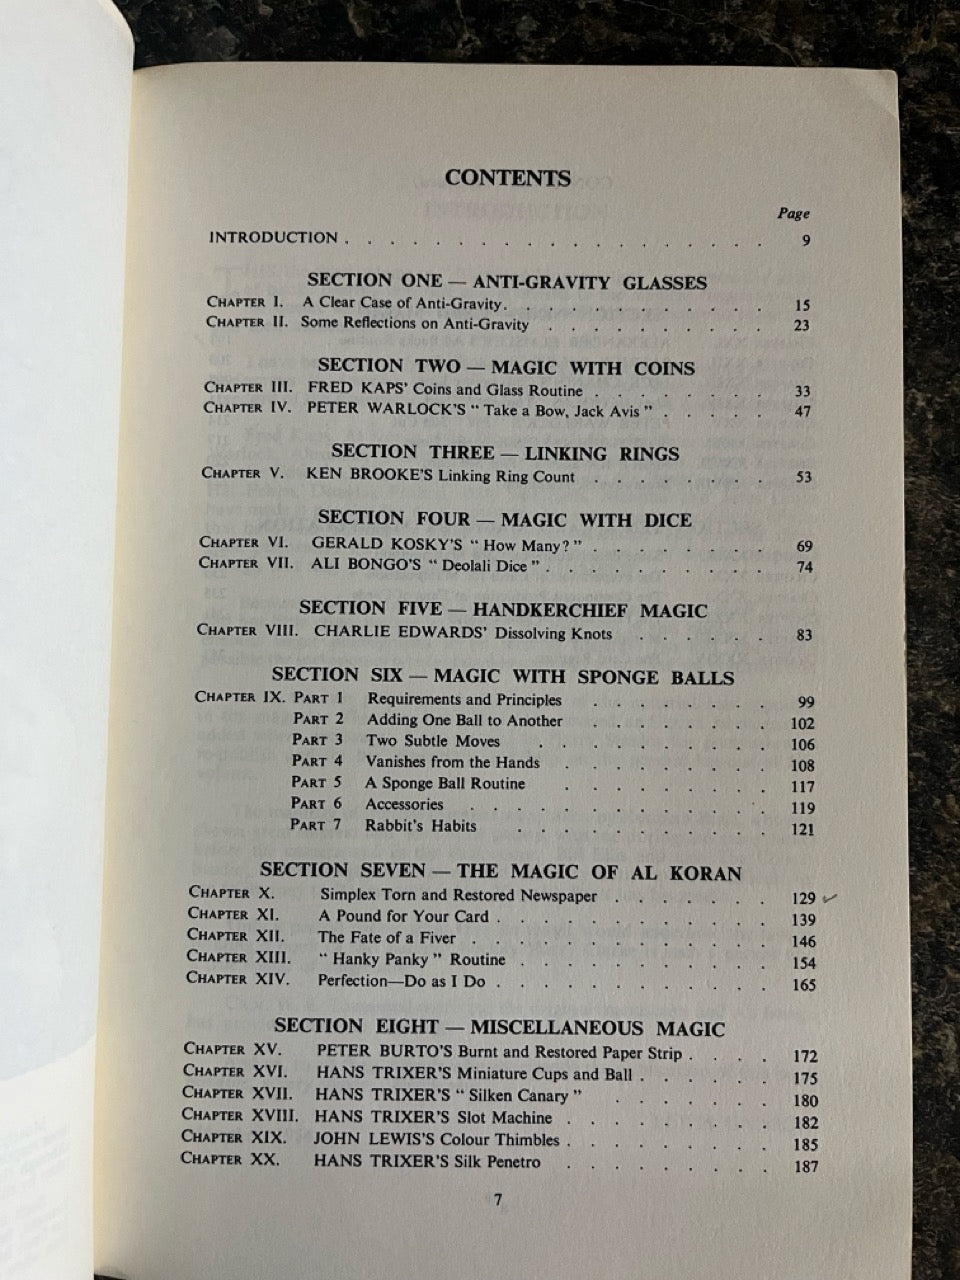 CONTENTS
Page
INTRODUCTION . . . . . . . . . . . . . . . . . . . 9
SECTION ONE — ANTI-GRAVITY GLASSES
CHAPTER I. A Clear Case of Anti-Gravity. . . . . . . . . . . . 15
CHAPTER II. Some Reflections on Anti-Gravity . . . . . . . . . . 23
SECTION TWO — MAGIC WITH COINS
CHAPTER III. FRED KAPS' Coins and Glass Routine . . . . . . . . 33
CHAPTER IV. PETER WARLOCK'S “ Take a Bow, Jack Avis ” . . . . . 47
SECTION THREE — LINKING RINGS
CHAPTER V. KEN BROOKE'S Linking Ring Count . . . . . . . . 53
SECTION FOUR — MAGIC WITH DICE
CHAPTER VI. GERALD KOSKY'S “ How Many? ” . . . . . . . . 69
CHAPTER VII. ALI BONGO'S “ Deolali Dice ” . . . . . . . . . . 74
SECTION FIVE — HANDKERCHIEF MAGIC
CHAPTER VIII. CHARLIE EDWARDS' Dissolving Knots . . . . . . 83
SECTION SIX — MAGIC WITH SPONGE BALLS
CHAPTER IX. PART 1 Requirements and Principles . . . . . . . 99
PART 2 Adding One Ball to Another . . . . . . . 102
PART 3 Two Subtle Moves . . . . . . . . . 106
PART 4 Vanishes from the Hands . . . . . . . . 108
PART 5 A Sponge Ball Routine . . . . . . . . 117
PART 6 Accessories . . . . . . . . . . . 119
PART 7 Rabbit's Habits . . . . . . . . . 121
SECTION SEVEN — THE MAGIC OF AL KORAN
CHAPTER X. Simplex Torn and Restored Newspaper . . . . . . . 129
CHAPTER XI. A Pound for Your Card . . . . . . . . . . . . 139
CHAPTER XII. The Fate of a Fiver . . . . . . . . . . . . . 146
CHAPTER XIII. “ Hanky Panky ” Routine . . . . . . . . . . . 154
CHAPTER XIV. Perfection—Do as I Do . . . . . . . . . . . . 165
SECTION EIGHT — MISCELLANEOUS MAGIC
CHAPTER XV. PETER BURTO'S Burnt and Restored Paper Strip . . . . 172
CHAPTER XVI. HANS TRIXER'S Miniature Cups and Ball . . . . . . 175
CHAPTER XVII. HANS TRIXER'S “ Silken Canary ” . . . . . . . 180
CHAPTER XVIII. HANS TRIXER'S Slot Machine . . . . . . . . . 182
CHAPTER XIX. JOHN LEWIS'S Colour Thimbles . . . . . . . . . 185
CHAPTER XX. HANS TRIXER'S Silk Penetro . . . . . . . . . 187
7